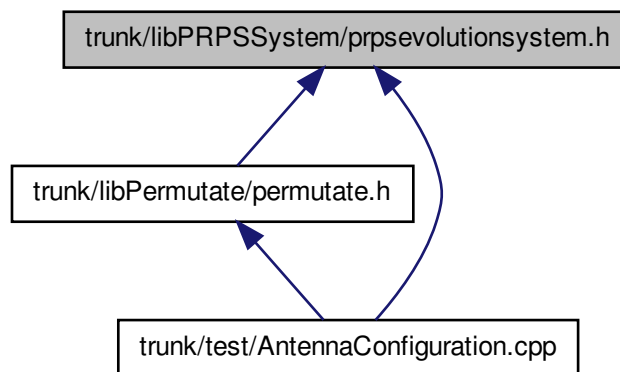 trunk/libPRPSSystem/prpsevolutionsystem.h
trunk/libPermutate/permutate.h
trunk/test/AntennaConfiguration.cpp